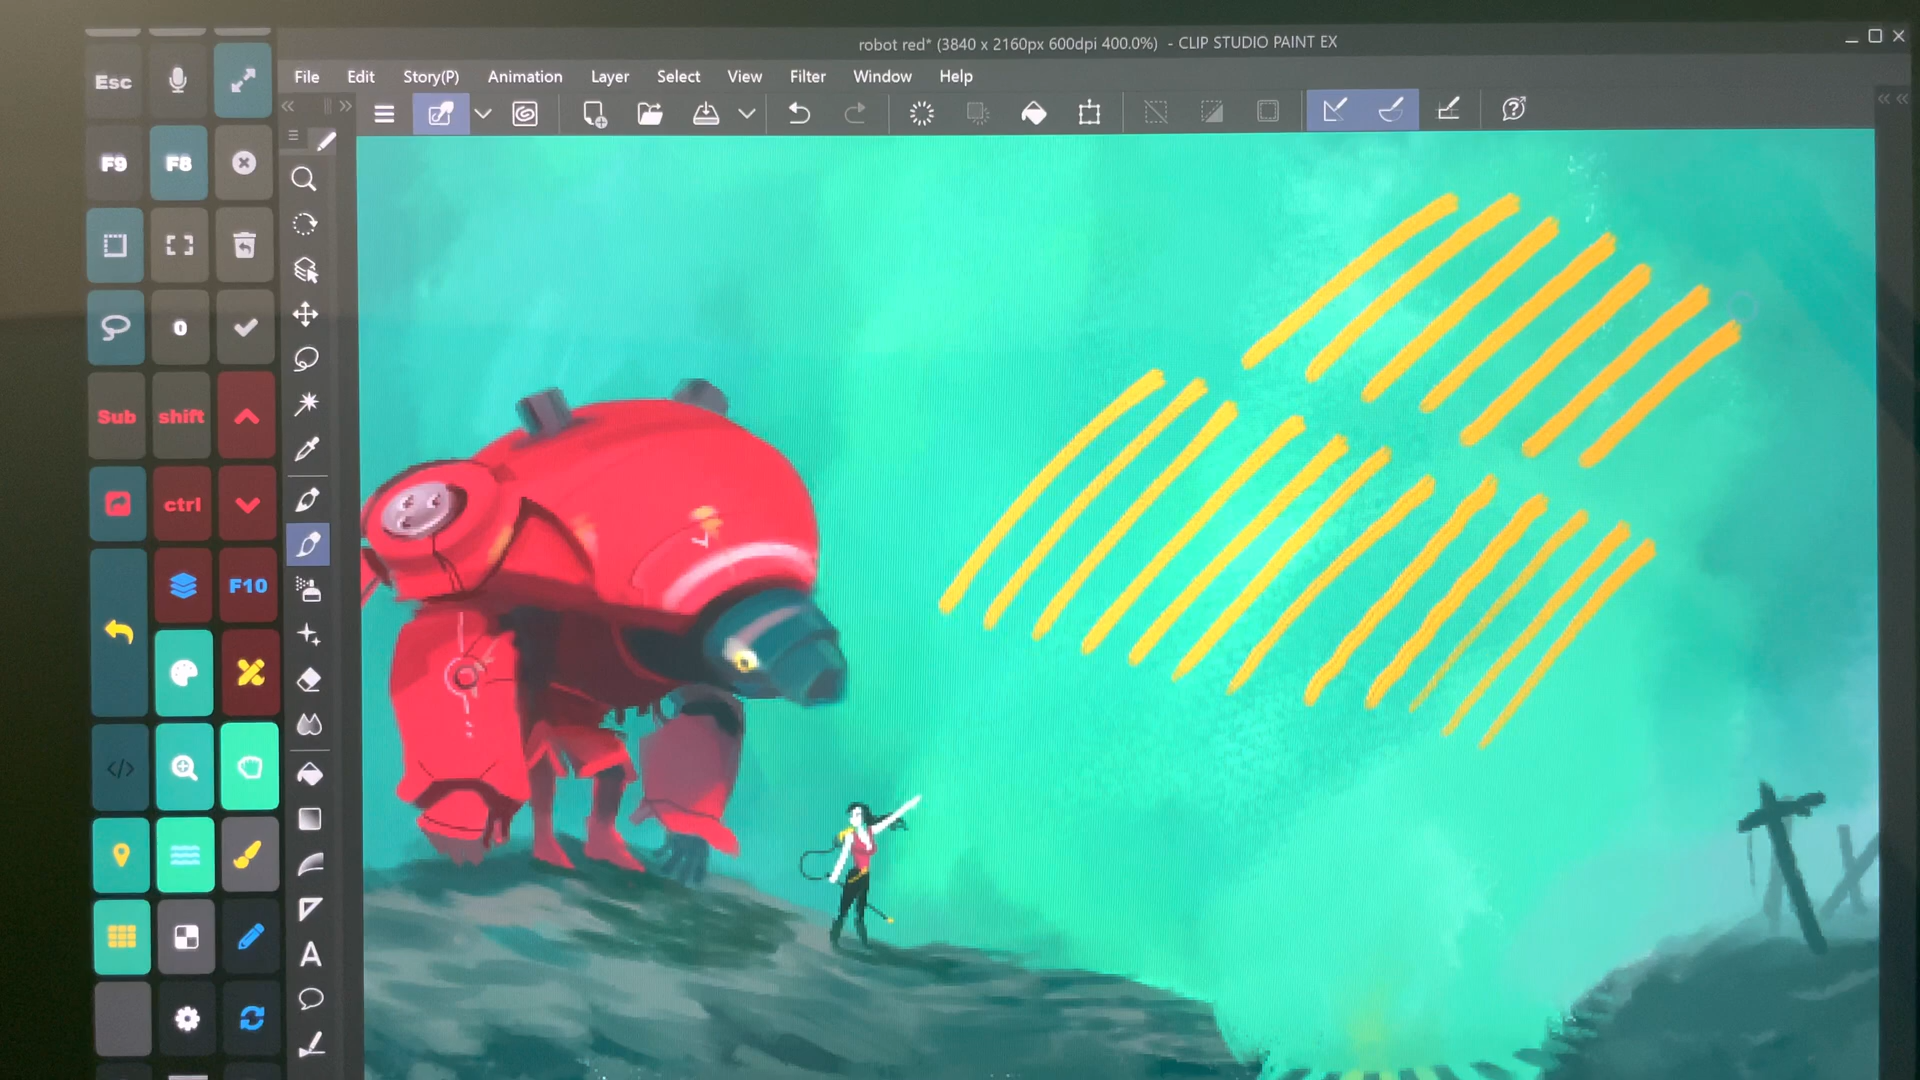 robot red* (3840 x 2160px 600dpi 400.0%) - CLIP STUDIO PAINT EX
File Edit Story(P) Animation Layer Select View Filter Window Help
Esc
F9 F8
0
Sub shift
ctrl
F10
</>
A